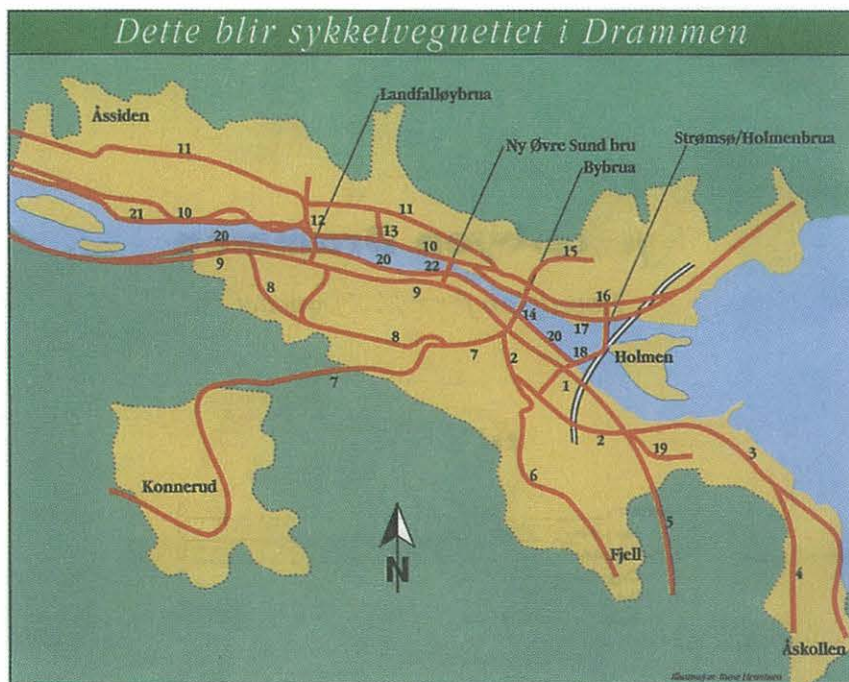 Dette blir sykkelvegnettet i Drammen
Landfalløybrua
Åssiden
Ny Øvre Sund bru
Strømsø/Holmenbrua
Bybrua
11
21
10
12
11
13
10
15
20
20
22
9
9
8
16
14
17
20
18
Holmen
8
7
2
1
7
2
19
3
6
Konnerud
5
N
Fjell
4
Åskollen